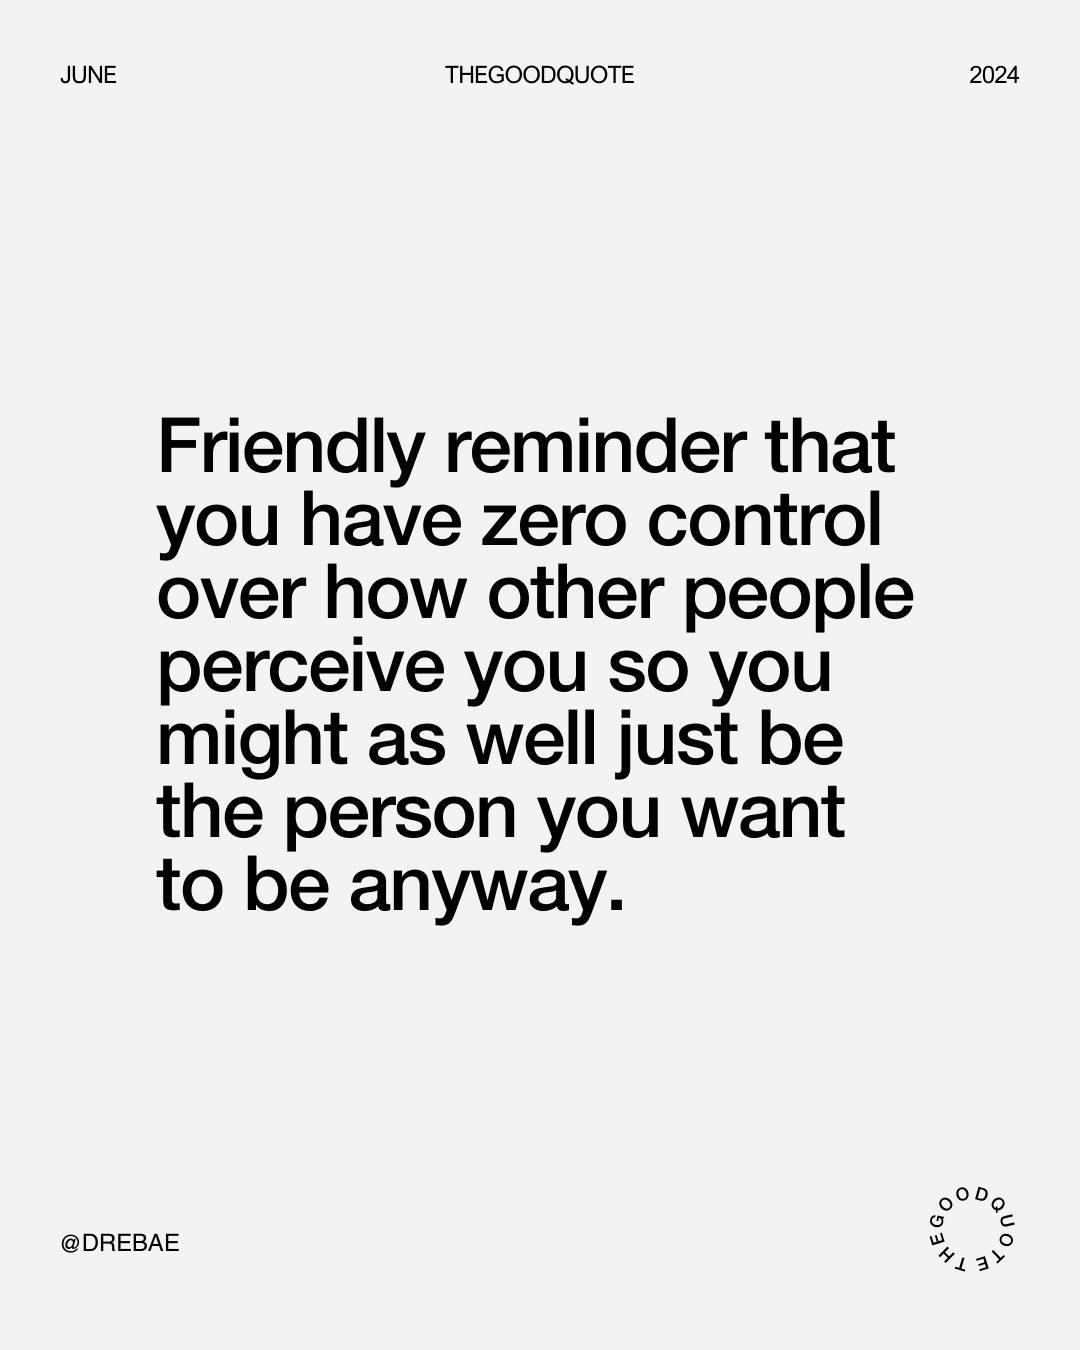 JUNE THEGOODQUOTE 2024
Friendly reminder that
you have zero control
over how other people
perceive you so you
might as well just be
the person you want
to be anyway.
@DREBAE
THEGOODQUOTE